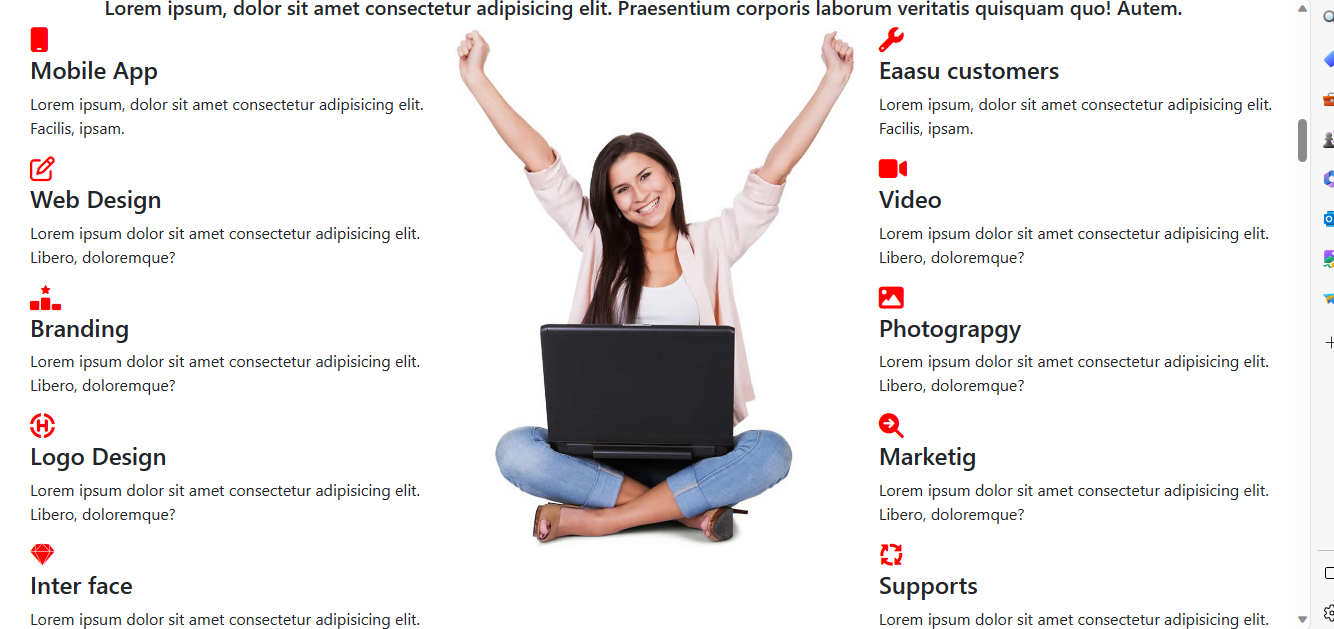 Lorem ipsum, dolor sit amet consectetur adipisicing elit. Praesentium corporis laborum veritatis quisquam quo! Autem.
Mobile App
Lorem ipsum, dolor sit amet consectetur adipisicing elit.
Facilis, ipsam.
Web Design
Lorem ipsum dolor sit amet consectetur adipisicing elit.
Libero, doloremque?
Branding
Lorem ipsum dolor sit amet consectetur adipisicing elit.
Libero, doloremque?
Logo Design
Lorem ipsum dolor sit amet consectetur adipisicing elit.
Libero, doloremque?
Inter face
Lorem ipsum dolor sit amet consectetur adipisicing elit.
Eaasu customers
Lorem ipsum, dolor sit amet consectetur adipisicing elit.
Facilis, ipsam.
Video
Lorem ipsum dolor sit amet consectetur adipisicing elit.
Libero, doloremque?
Photograpgy
Lorem ipsum dolor sit amet consectetur adipisicing elit.
Libero, doloremque?
Marketig
Lorem ipsum dolor sit amet consectetur adipisicing elit.
Libero, doloremque?
Supports
Lorem ipsum dolor sit amet consectetur adipisicing elit.